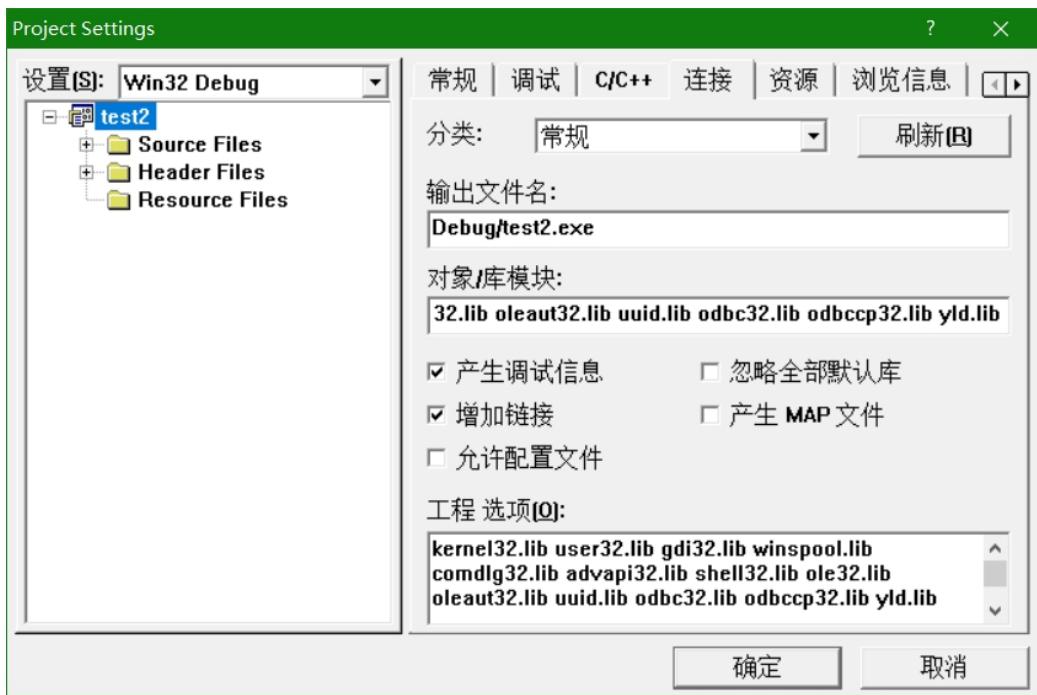 Project Settings
设置(S): Win32 Debug
test2
Source Files
Header Files
Resource Files
常规 调试 C/C++ 连接 资源 浏览信息
分类: 常规 刷新(R)
输出文件名:
Debug/test2.exe
对象/库模块:
32.lib oleaut32.lib uuid.lib odbc32.lib odbccp32.lib yld.lib
产生调试信息 忽略全部默认库
增加链接 产生 MAP 文件
允许配置文件
工程 选项(O):
kernel32.lib user32.lib gdi32.lib winspool.lib
comdlg32.lib advapi32.lib shell32.lib ole32.lib
oleaut32.lib uuid.lib odbc32.lib odbccp32.lib yld.lib
确定 取消